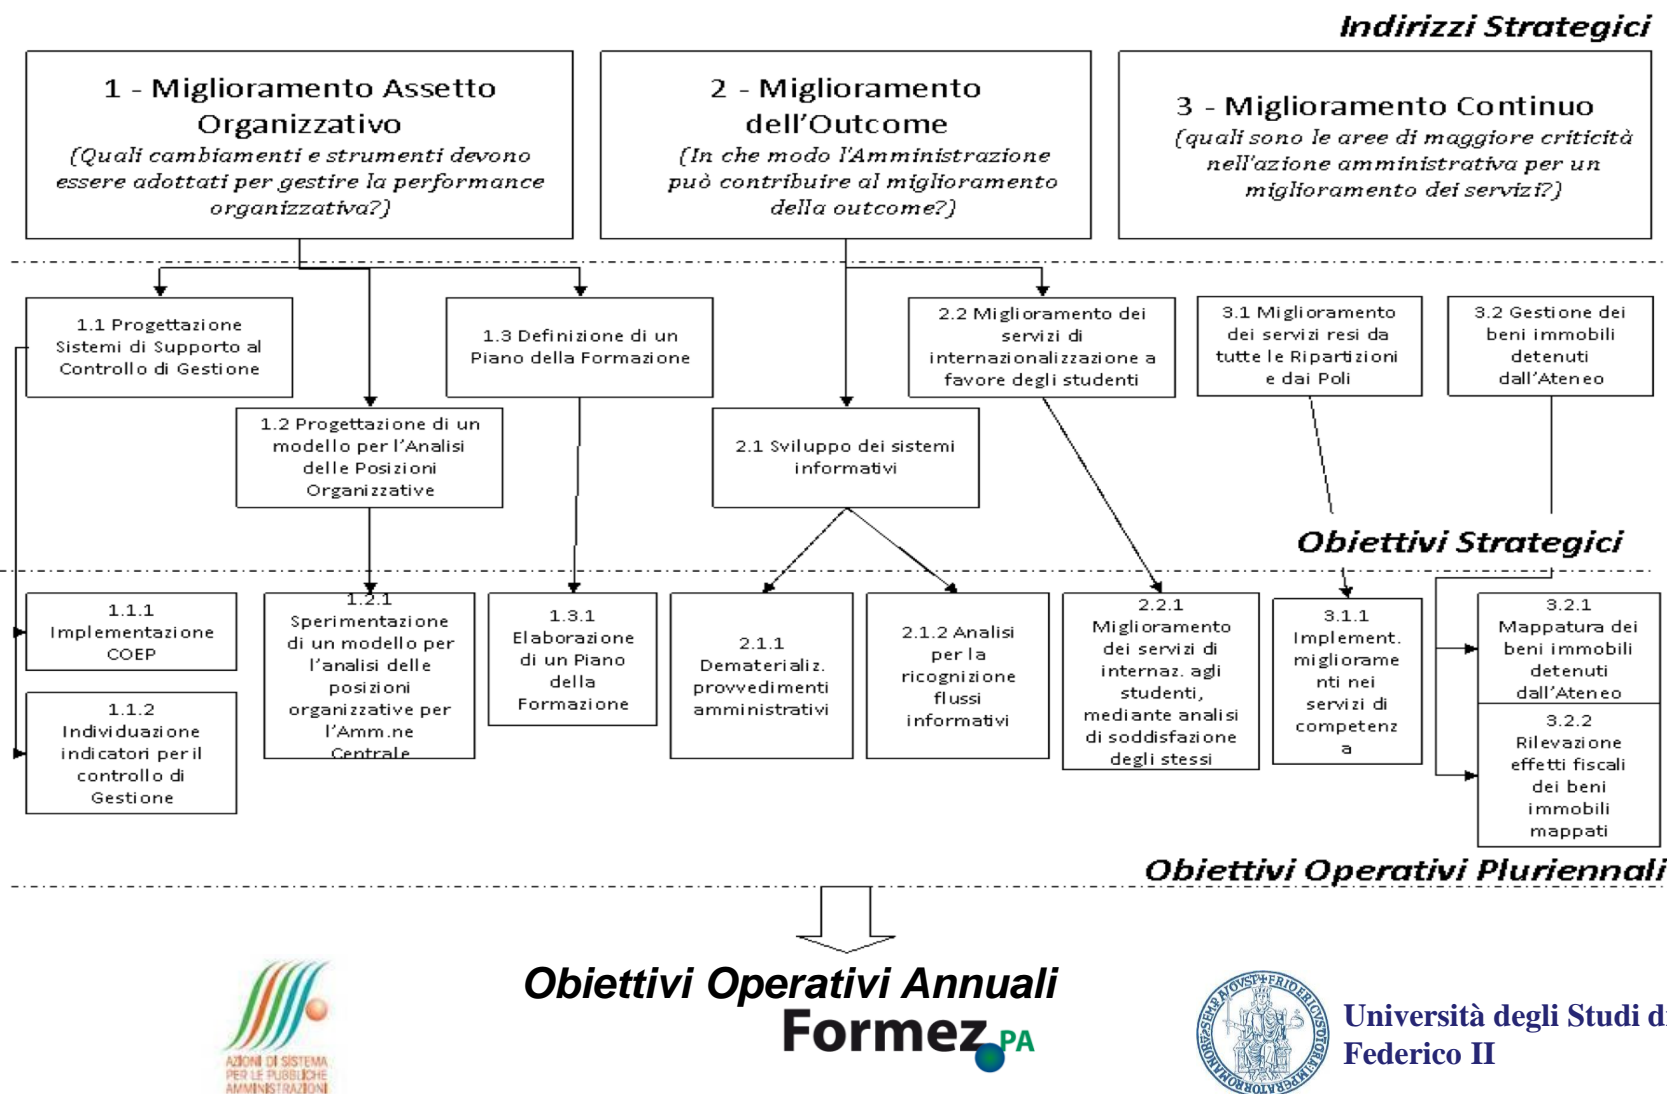 Indirizzi Strategici
1 - Miglioramento Assetto
Organizzativo
(Quali cambiamenti e strumenti devono
essere adottati per gestire la performance
organizzativa?)
2 - Miglioramento
dell'Outcome
(In che modo l'Amministrazione
può contribuire al miglioramento
della outcome?)
3 - Miglioramento Continuo
(quali sono le aree di maggiore criticità
nell'azione amministrativa per un
miglioramento dei servizi?)
1.1 Progettazione
Sistemi di Supporto al
Controllo di Gestione
1.3 Definizione di un
Piano della Formazione
2.2 Miglioramento dei
servizi di
internazionalizzazione a
favore degli studenti
3.1 Miglioramento
dei servizi resi da
tutte le Ripartizioni
e dai Poli
3.2 Gestione dei
beni immobili
detenuti
dall'Ateneo
1.2 Progettazione di un
modello per l'Analisi
delle Posizioni
Organizzative
2.1 Sviluppo dei sistemi
informativi
Obiettivi Strategici
1.1.1
Implementazione
COEP
1.1.2
Individuazione
indicatori per il
controllo di
Gestione
1.2.1
Sperimentazione
di un modello per
l'analisi delle
posizioni
organizzative per
l'Amm.ne
Centrale
1.3.1
Elaborazione
di un Piano
della
Formazione
2.1.1
Dematerializ.
provvedimenti
amministrativi
2.1.2 Analisi
per la
ricognizione
flussi
informativi
2.2.1
Miglioramento
dei servizi di
internaz. agli
studenti,
mediante analisi
di soddisfazione
degli stessi
3.1.1
Implement.
migliorame
nti nei
servizi di
competenz
a
3.2.1
Mappatura dei
beni immobili
detenuti
dall'Ateneo
3.2.2
Rilevazione
effetti fiscali
dei beni
immobili
mappati
Obiettivi Operativi Pluriennali
Obiettivi Operativi Annuali
AZIONI DI SISTEMA
PER LE PUBBLICHE
AMMINISTRAZIONI
Formez PA
Università degli Studi di
Federico II